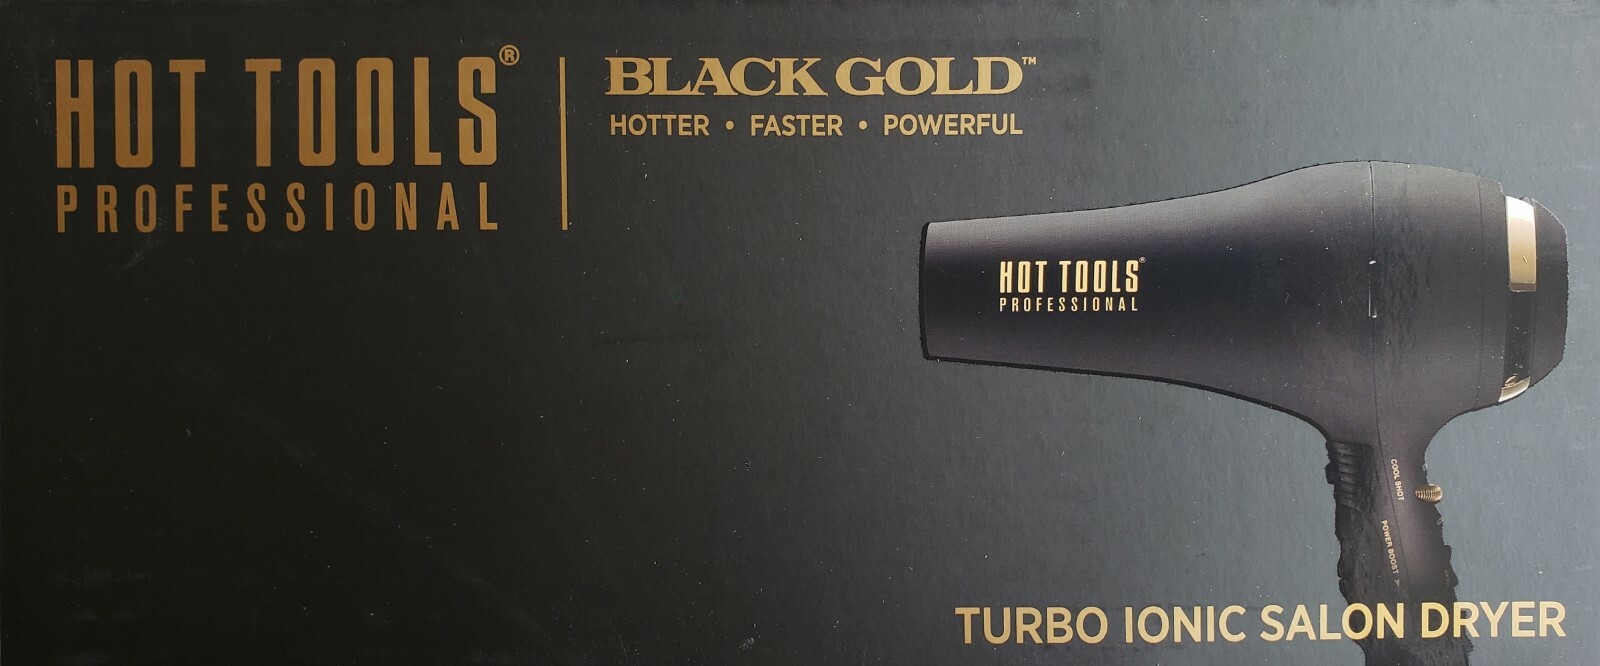 HOT TOOLS®
PROFESSIONAL
BLACK GOLD™
HOTTER • FASTER • POWERFUL
HOT TOOLS®
PROFESSIONAL
COOL SHOT
POWER BOOST
TURBO IONIC SALON DRYER